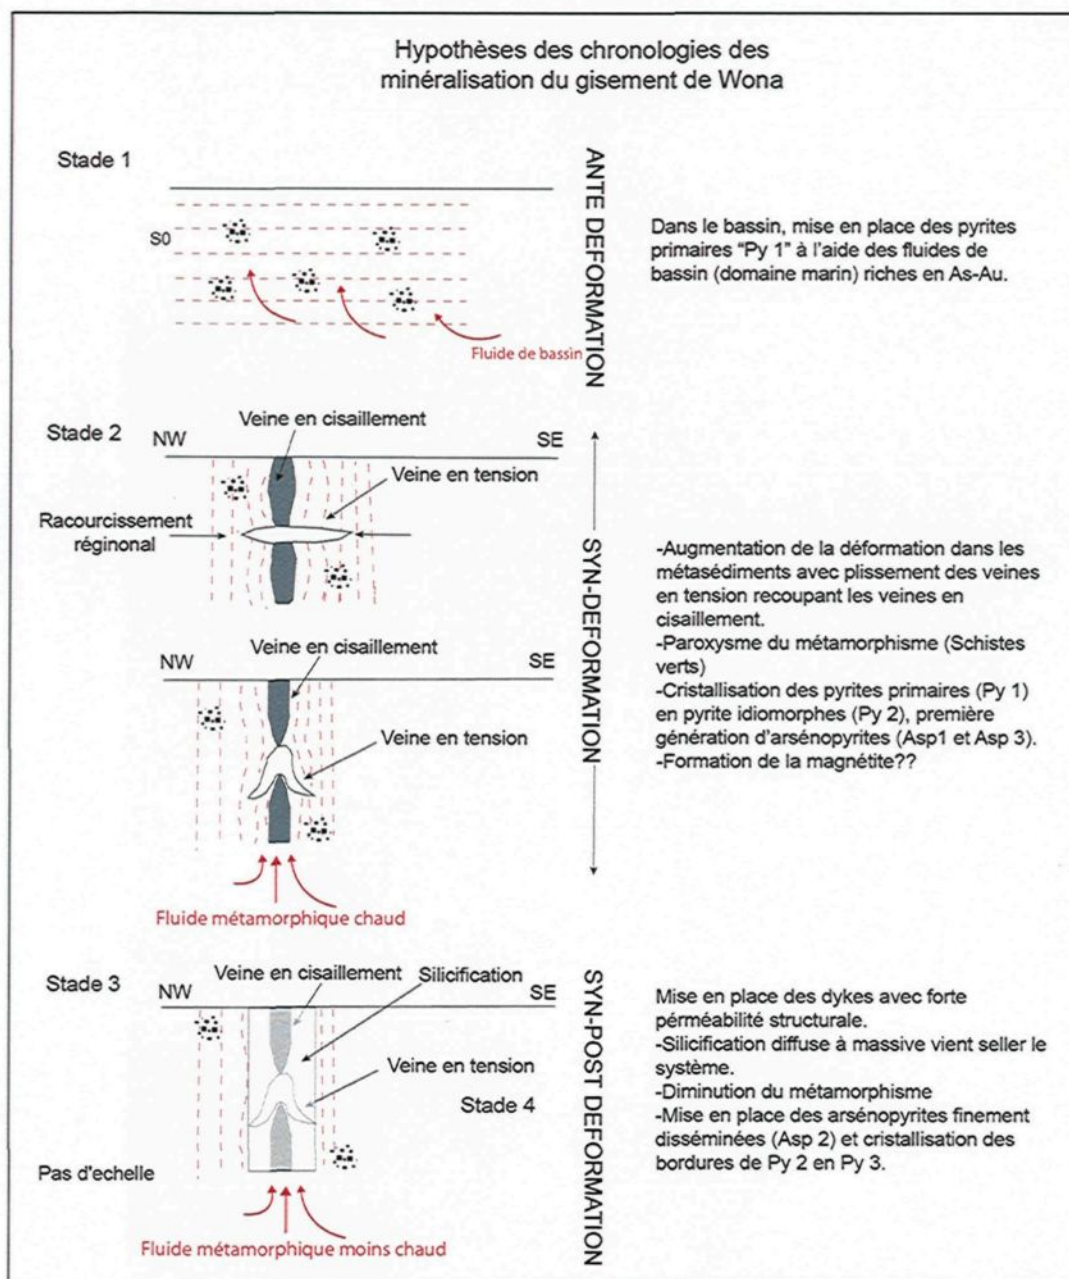 Hypothèses des chronologies des
minéralisation du gisement de Wona
Stade 1
S0
Fluide de bassin
ANTE DEFORMATION
Dans le bassin, mise en place des pyrites
primaires "Py 1" à l'aide des fluides de
bassin (domaine marin) riches en As-Au.
Stade 2
NW
Veine en cisaillement
SE
Veine en tension
Racourcissement
réginonal
NW
Veine en cisaillement
SE
Veine en tension
Fluide métamorphique chaud
SYN-DEFORMATION
-Augmentation de la déformation dans les
métasédiments avec plissement des veines
en tension recoupant les veines en
cisaillement.
-Paroxysme du métamorphisme (Schistes
verts)
-Cristallisation des pyrites primaires (Py 1)
en pyrite idiomorphes (Py 2), première
génération d'arsénopyrites (Asp1 et Asp 3).
-Formation de la magnétite??
Stade 3
NW
Veine en cisaillement
Silicification
SE
Veine en tension
Stade 4
Pas d'echelle
Fluide métamorphique moins chaud
SYN-POST DEFORMATION
Mise en place des dykes avec forte
pérméabilité structurale.
-Silicification diffuse à massive vient seller le
système.
-Diminution du métamorphisme
-Mise en place des arsénopyrites finement
disséminées (Asp 2) et cristallisation des
bordures de Py 2 en Py 3.